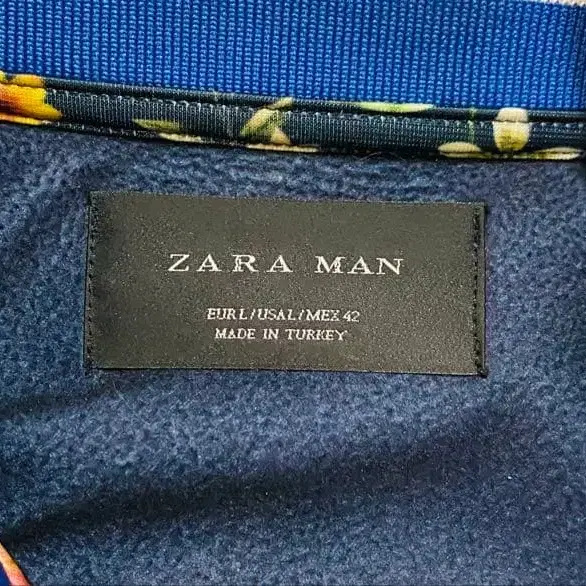 ZARA MAN
EUR L/USA L/MEX 42
MADE IN TURKEY